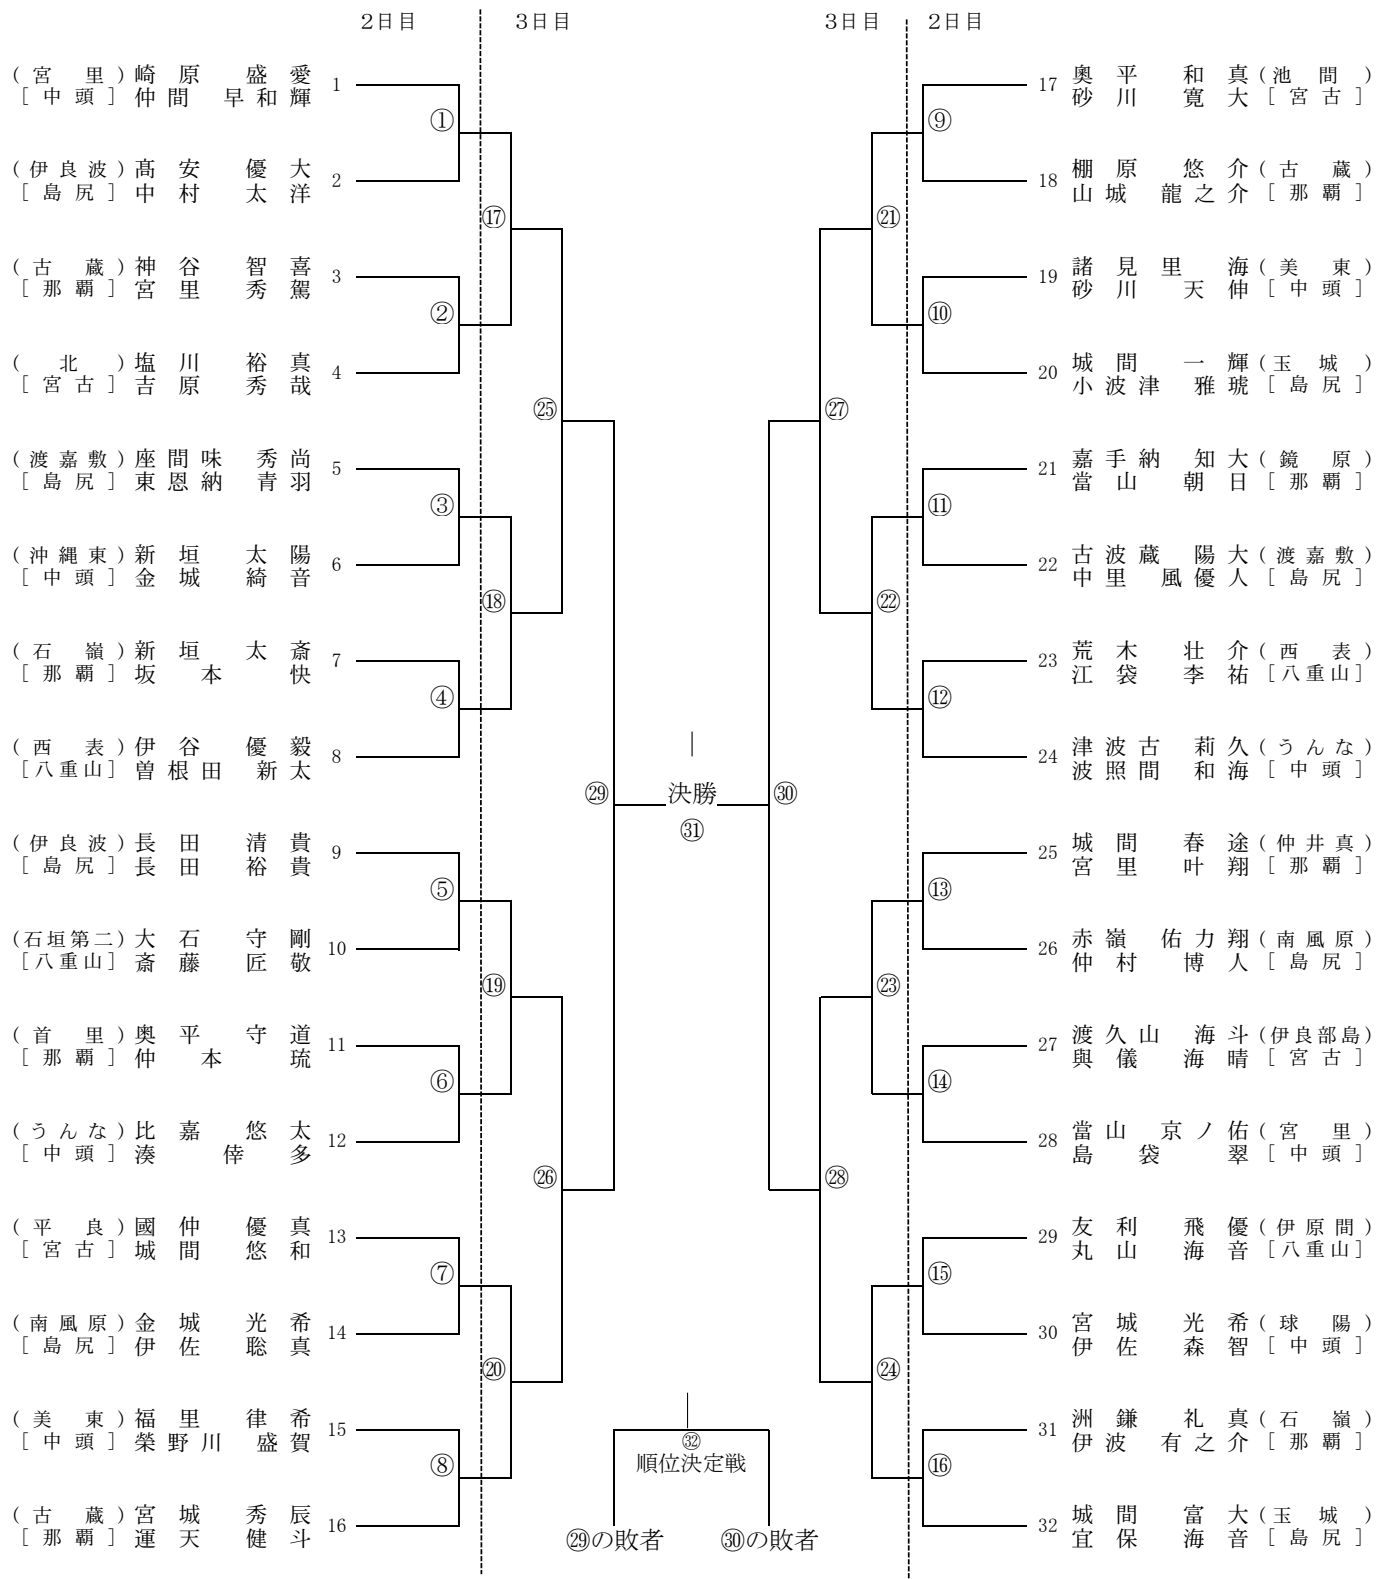 2日目 3日目 3日目 2日目
(宮里) 崎原 盛愛 1
[中頭] 仲間 早和輝
①
(伊良波) 髙安 優大 2
[島尻] 中村 太洋
⑰
(古蔵) 神谷 智喜 3
[那覇] 宮里 秀駕
②
(北) 塩川 裕真 4
[宮古] 吉原 秀哉
㉕
(渡嘉敷) 座間味 秀尚 5
[島尻] 東恩納 青羽
③
(沖縄東) 新垣 太陽 6
[中頭] 金城 綺音
⑱
(石嶺) 新垣 太斎 7
[那覇] 坂本 快
④
(西表) 伊谷 優毅 8
[八重山] 曽根田 新太
㉙
(伊良波) 長田 清貴 9
[島尻] 長田 裕貴
⑤
(石垣第二) 大石 守剛 10
[八重山] 斎藤 匠敬
⑲
(首里) 奥平 守道 11
[那覇] 仲本 琉
⑥
(うんな) 比嘉 悠太 12
[中頭] 湊 倖多
㉖
(平良) 國仲 優真 13
[宮古] 城間 悠和
⑦
(南風原) 金城 光希 14
[島尻] 伊佐 聡真
⑳
(美東) 福里 律希 15
[中頭] 榮野川 盛賀
⑧
(古蔵) 宮城 秀辰 16
[那覇] 運天 健斗
決勝
㉛
㉜
順位決定戦
㉙の敗者 ㉚の敗者
17 奥平 和真 (池間)
砂川 寛大 [宮古]
⑨
18 棚原 悠介 (古蔵)
山城 龍之介 [那覇]
㉑
19 諸見里 海 (美東)
砂川 天伸 [中頭]
⑩
20 城間 一輝 (玉城)
小波津 雅琥 [島尻]
㉗
21 嘉手納 知大 (鏡原)
當山 朝日 [那覇]
⑪
22 古波蔵 陽大 (渡嘉敷)
中里 風優人 [島尻]
㉒
23 荒木 壮介 (西表)
江袋 李祐 [八重山]
⑫
24 津波古 莉久 (うんな)
波照間 和海 [中頭]
㉚
25 城間 春途 (仲井真)
宮里 叶翔 [那覇]
⑬
26 赤嶺 佑力翔 (南風原)
仲村 博人 [島尻]
㉓
27 渡久山 海斗 (伊良部島)
與儀 海晴 [宮古]
⑭
28 當山 京ノ佑 (宮里)
島袋 翠 [中頭]
㉘
29 友利 飛優 (伊原間)
丸山 海音 [八重山]
⑮
30 宮城 光希 (球陽)
伊佐 森智 [中頭]
㉔
31 洲鎌 礼真 (石嶺)
伊波 有之介 [那覇]
⑯
32 城間 富大 (玉城)
宜保 海音 [島尻]